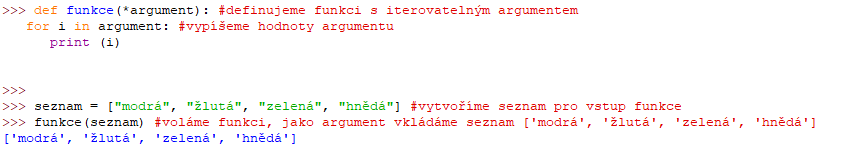 >>> def funkce(*argument): #definujeme funkci s iterovatelným argumentem
   for i in argument: #vypíšeme hodnoty argumentu
      print (i)
>>>
>>> seznam = ["modrá", "žlutá", "zelená", "hnědá"] #vytvoříme seznam pro vstup funkce
>>> funkce(seznam) #voláme funkci, jako argument vkládáme seznam ['modrá', 'žlutá', 'zelená', 'hnědá']
['modrá', 'žlutá', 'zelená', 'hnědá']